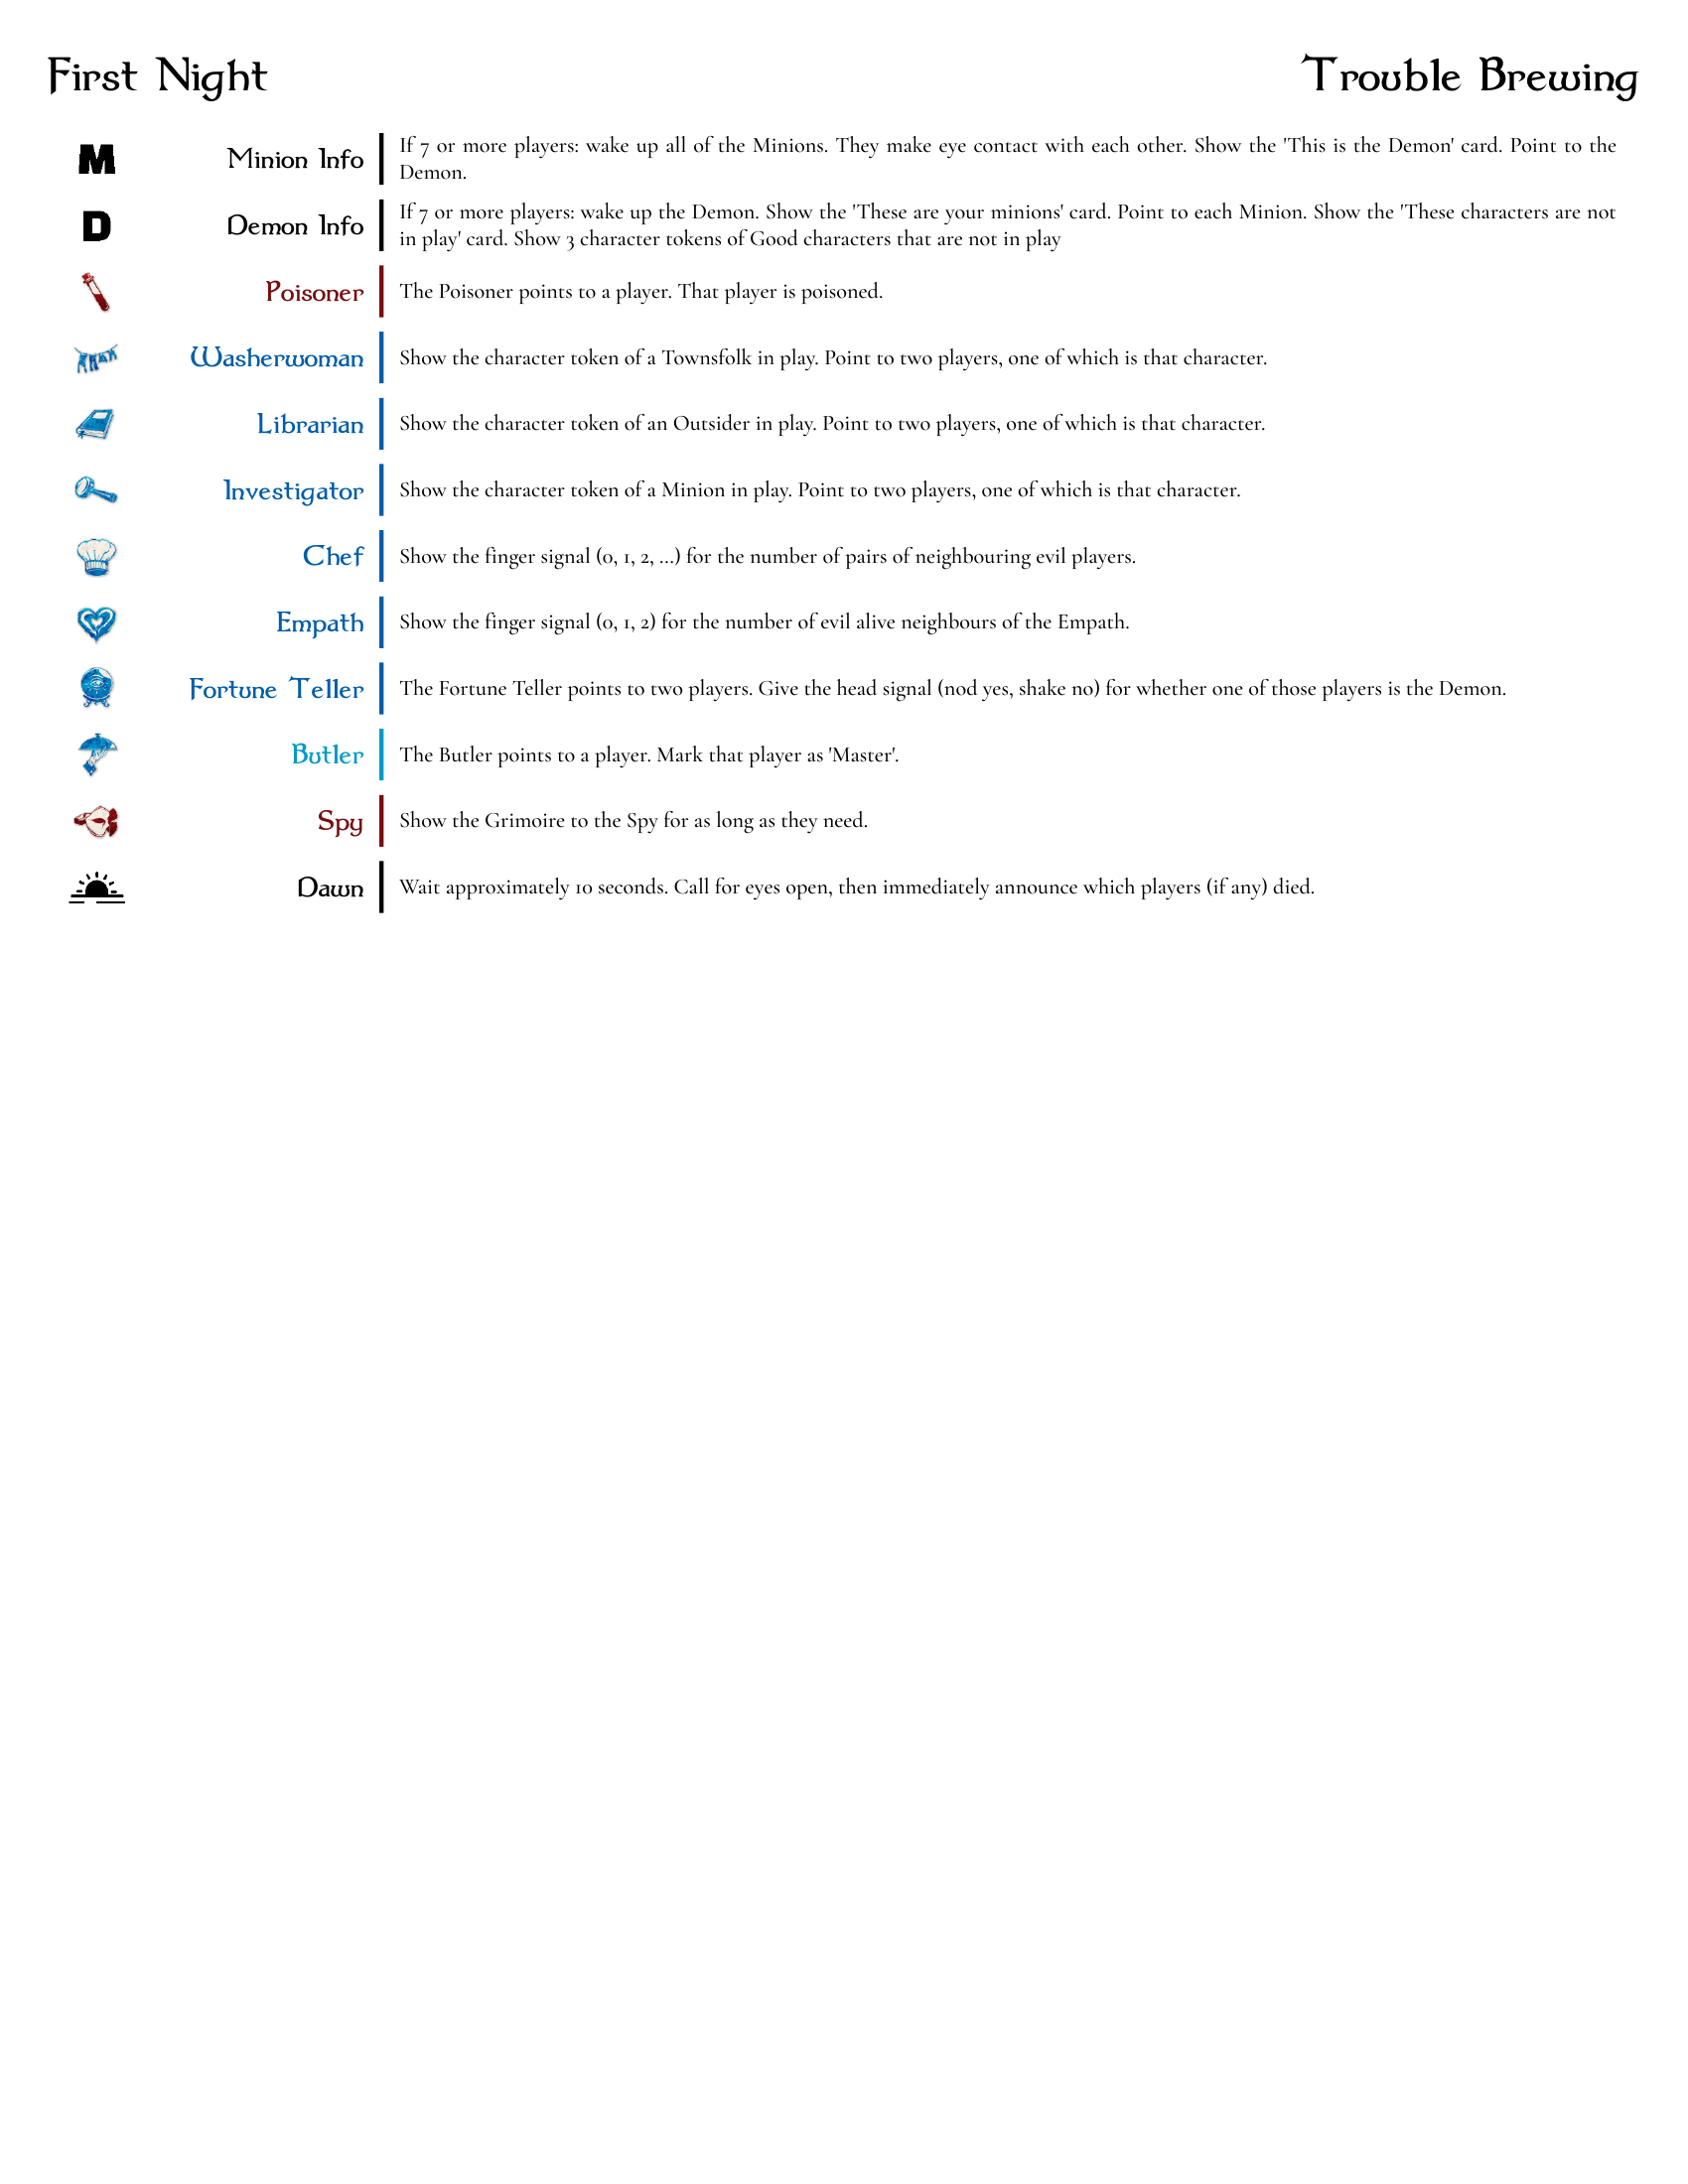 First Night
Trouble Brewing
M
Minion Info
If 7 or more players: wake up all of the Minions. They make eye contact with each other. Show the 'This is the Demon' card. Point to the
Demon.
D
Demon Info
If 7 or more players: wake up the Demon. Show the 'These are your minions' card. Point to each Minion. Show the 'These characters are not
in play' card. Show 3 character tokens of Good characters that are not in play
Poisoner
The Poisoner points to a player. That player is poisoned.
Washerwoman
Show the character token of a Townsfolk in play. Point to two players, one of which is that character.
Librarian
Show the character token of an Outsider in play. Point to two players, one of which is that character.
Investigator
Show the character token of a Minion in play. Point to two players, one of which is that character.
Chef
Show the finger signal (0, 1, 2, ...) for the number of pairs of neighbouring evil players.
Empath
Show the finger signal (0, 1, 2) for the number of evil alive neighbours of the Empath.
Fortune Teller
The Fortune Teller points to two players. Give the head signal (nod yes, shake no) for whether one of those players is the Demon.
Butler
The Butler points to a player. Mark that player as 'Master'.
Spy
Show the Grimoire to the Spy for as long as they need.
Dawn
Wait approximately 10 seconds. Call for eyes open, then immediately announce which players (if any) died.